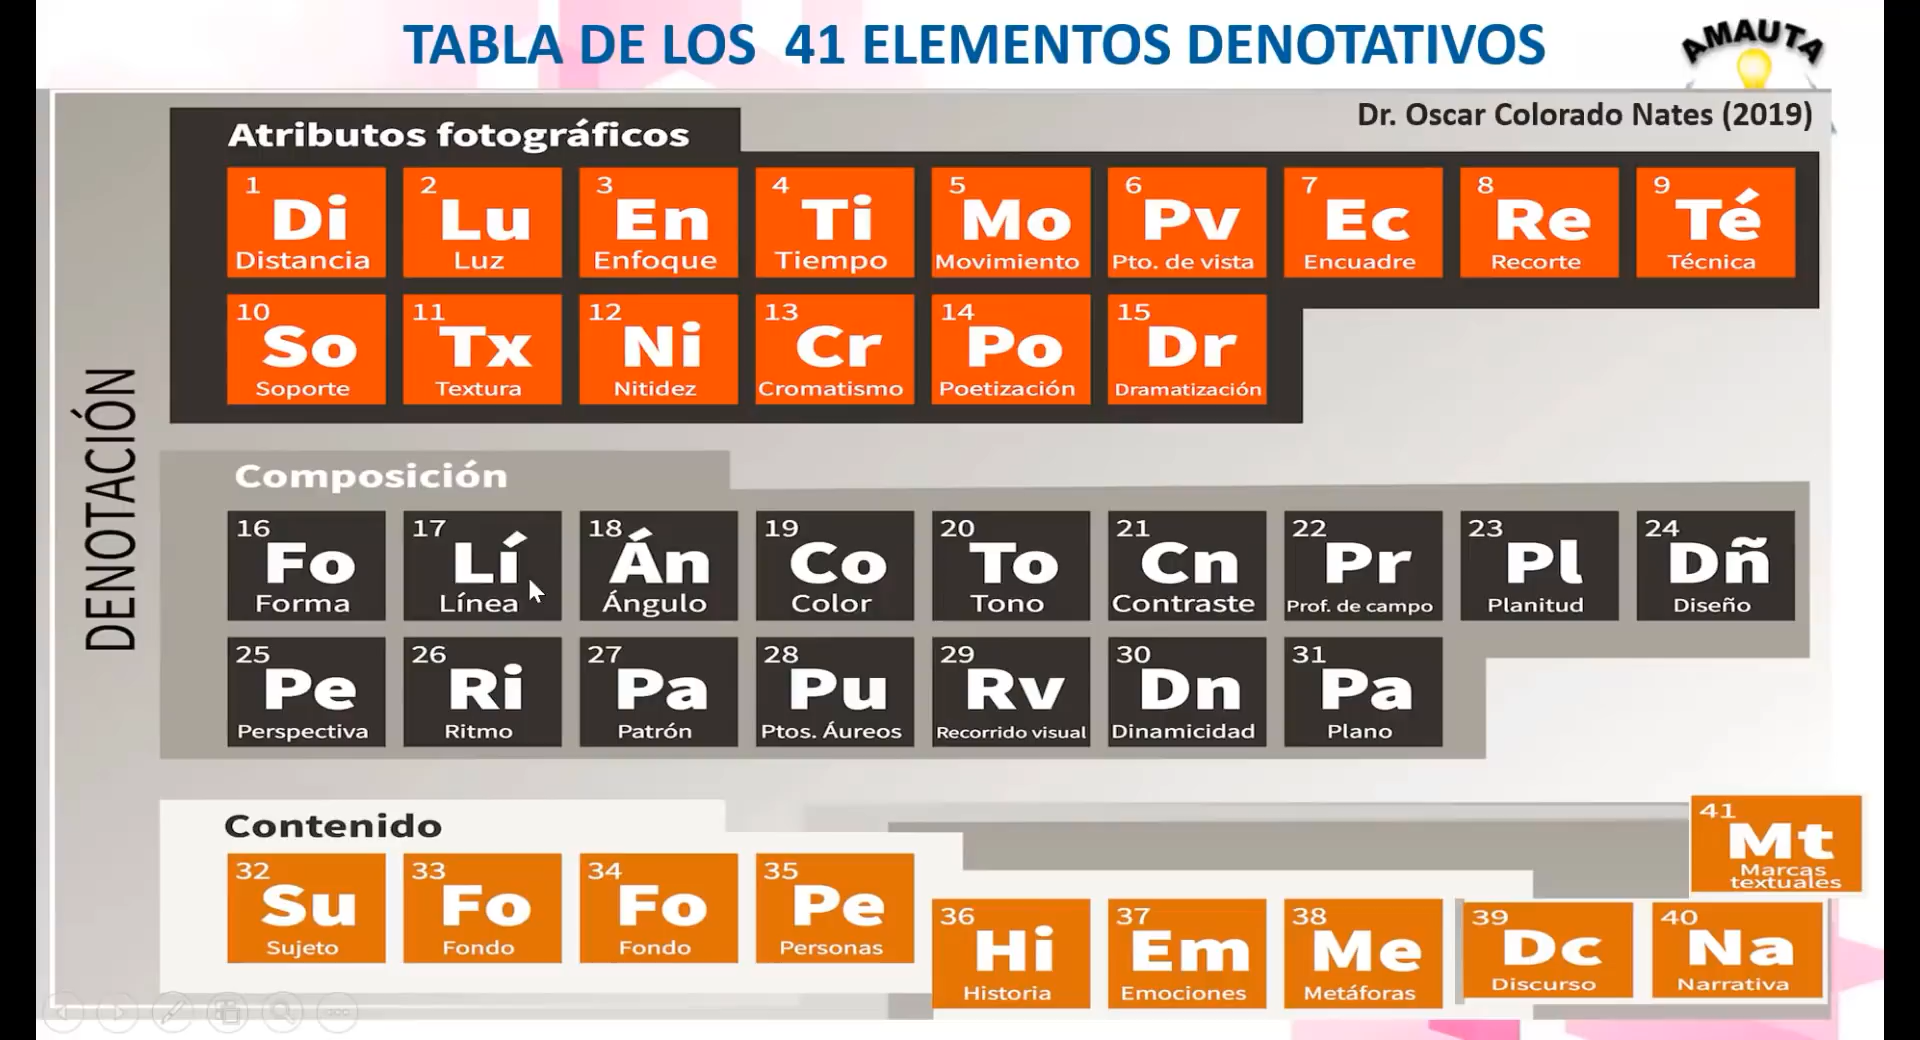 TABLA DE LOS 41 ELEMENTOS DENOTATIVOS
AMAUTA
Dr. Oscar Colorado Nates (2019)
DENOTACIÓN
Atributos fotográficos
1 Di Distancia
2 Lu Luz
3 En Enfoque
4 Ti Tiempo
5 Mo Movimiento
6 Pv Pto. de vista
7 Ec Encuadre
8 Re Recorte
9 Té Técnica
10 So Soporte
11 Tx Textura
12 Ni Nitidez
13 Cr Cromatismo
14 Po Poetización
15 Dr Dramatización
Composición
16 Fo Forma
17 Lí Línea
18 Án Ángulo
19 Co Color
20 To Tono
21 Cn Contraste
22 Pr Prof. de campo
23 Pl Planitud
24 Dñ Diseño
25 Pe Perspectiva
26 Ri Ritmo
27 Pa Patrón
28 Pu Ptos. Áureos
29 Rv Recorrido visual
30 Dn Dinamicidad
31 Pa Plano
Contenido
32 Su Sujeto
33 Fo Fondo
34 Fo Fondo
35 Pe Personas
36 Hi Historia
37 Em Emociones
38 Me Metáforas
39 Dc Discurso
40 Na Narrativa
41 Mt Marcas
textuales